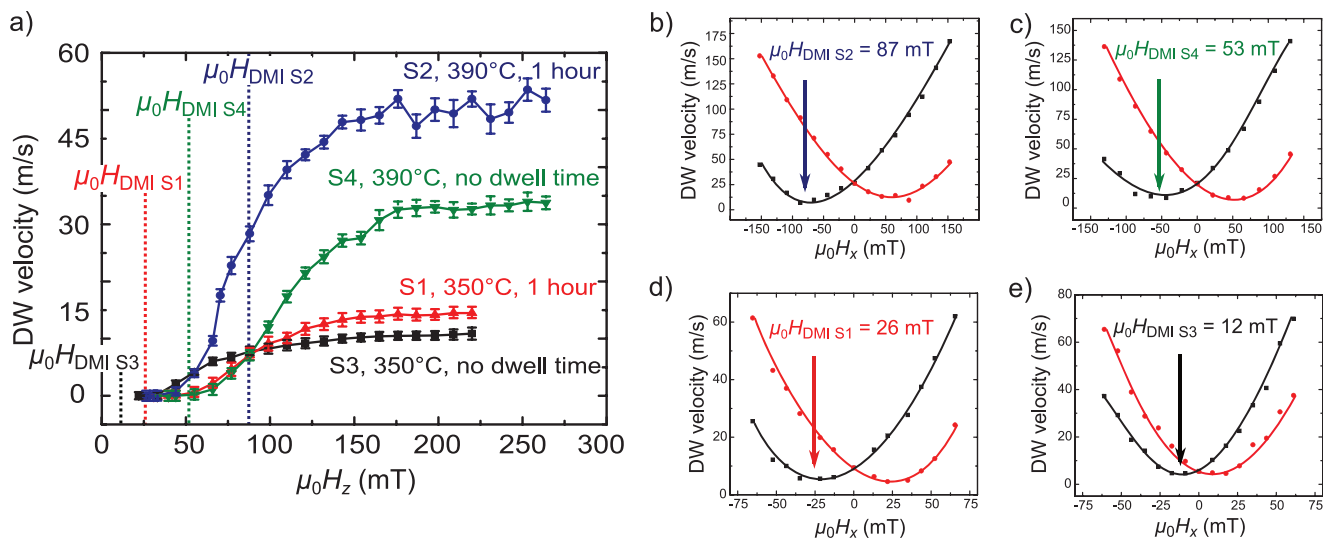 a)
DW velocity (m/s)
60
45
30
15
0
0
50
100
150
200
250
300
μ₀Hz (mT)
μ₀HDMI S2
S2, 390°C, 1 hour
μ₀HDMI S4
μ₀HDMI S1
S4, 390°C, no dwell time
S1, 350°C, 1 hour
μ₀HDMI S3
S3, 350°C, no dwell time
b)
DW velocity (m/s)
175
150
125
100
75
50
25
0
μ₀HDMI S2 = 87 mT
-150 -100 -50 0 50 100 150
μ₀Hx (mT)
c)
DW velocity (m/s)
150
125
100
75
50
25
0
μ₀HDMI S4 = 53 mT
-100 -50 0 50 100
μ₀Hx (mT)
d)
DW velocity (m/s)
60
40
20
0
μ₀HDMI S1 = 26 mT
-75 -50 -25 0 25 50 75
μ₀Hx (mT)
e)
DW velocity (m/s)
80
60
40
20
0
μ₀HDMI S3 = 12 mT
-75 -50 -25 0 25 50 75
μ₀Hx (mT)